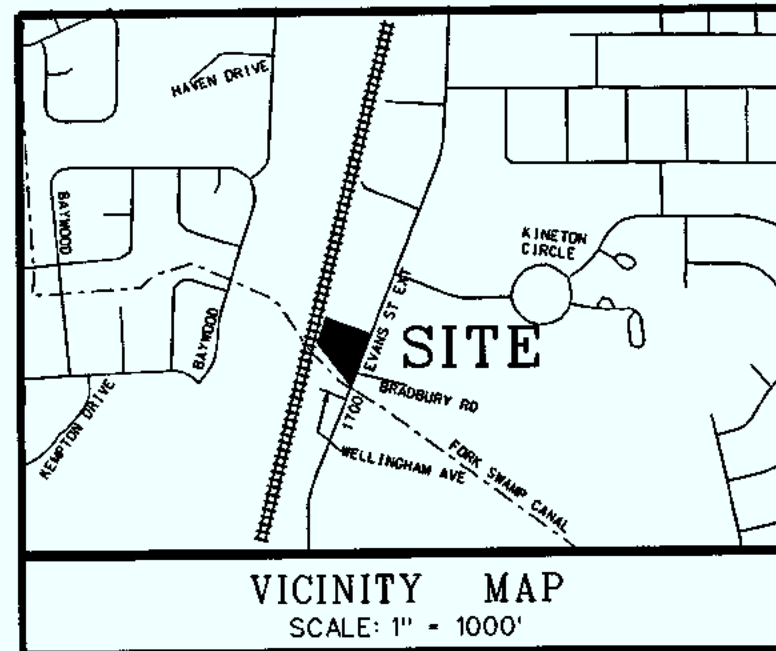 HAVEN DRIVE
BAYWOOD
KINETON
CIRCLE
EVANS ST EXT
SITE
BAYWOOD
BRADBURY RD
KEMPTON DRIVE
1700
WELLINGHAM AVE
FORK SWAMP CANAL
VICINITY MAP
SCALE: 1" = 1000'